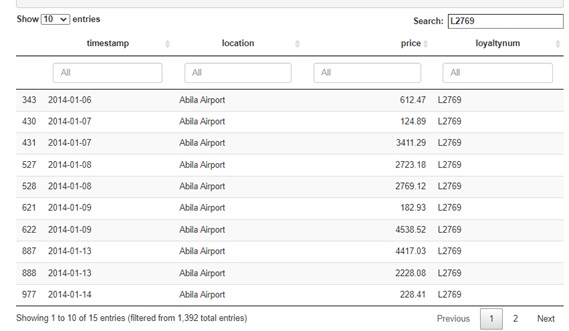 Show 10 entries Search: L2769
timestamp location price loyaltynum
All All All All
343 2014-01-06 Abila Airport 612.47 L2769
430 2014-01-07 Abila Airport 124.89 L2769
431 2014-01-07 Abila Airport 3411.29 L2769
527 2014-01-08 Abila Airport 2723.18 L2769
528 2014-01-08 Abila Airport 2769.12 L2769
621 2014-01-09 Abila Airport 182.93 L2769
622 2014-01-09 Abila Airport 4538.52 L2769
887 2014-01-13 Abila Airport 4417.03 L2769
888 2014-01-13 Abila Airport 2228.08 L2769
977 2014-01-14 Abila Airport 228.41 L2769
Showing 1 to 10 of 15 entries (filtered from 1,392 total entries) Previous 1 2 Next